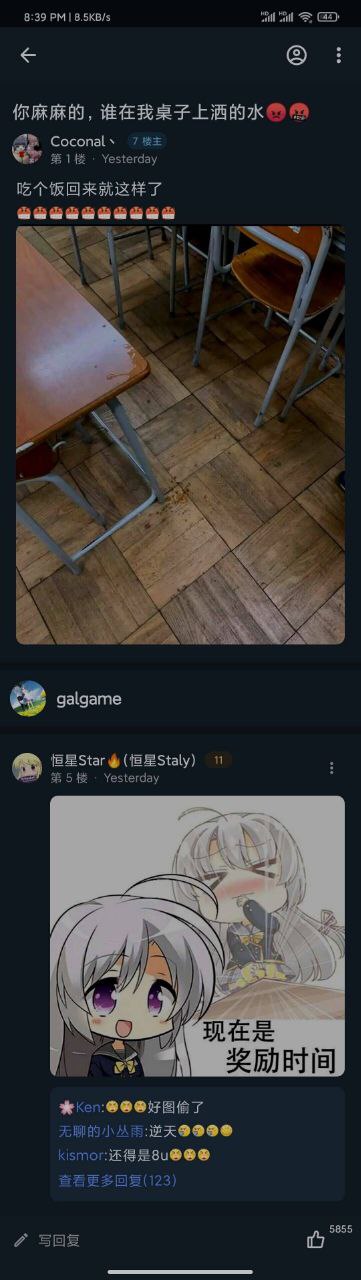 8:39 PM | 8.5KB/s
HD HD 44
你麻麻的，谁在我桌子上洒的水😡🤬
Coconal丶 7 楼主
第 1 楼 · Yesterday
吃个饭回来就这样了
galgame
恒星Star🔥(恒星Staly) 11
第 5 楼 · Yesterday
现在是
奖励时间
🌸Ken:好图偷了
无聊的小丛雨:逆天
kismor:还得是8u
查看更多回复(123)
写回复
5855